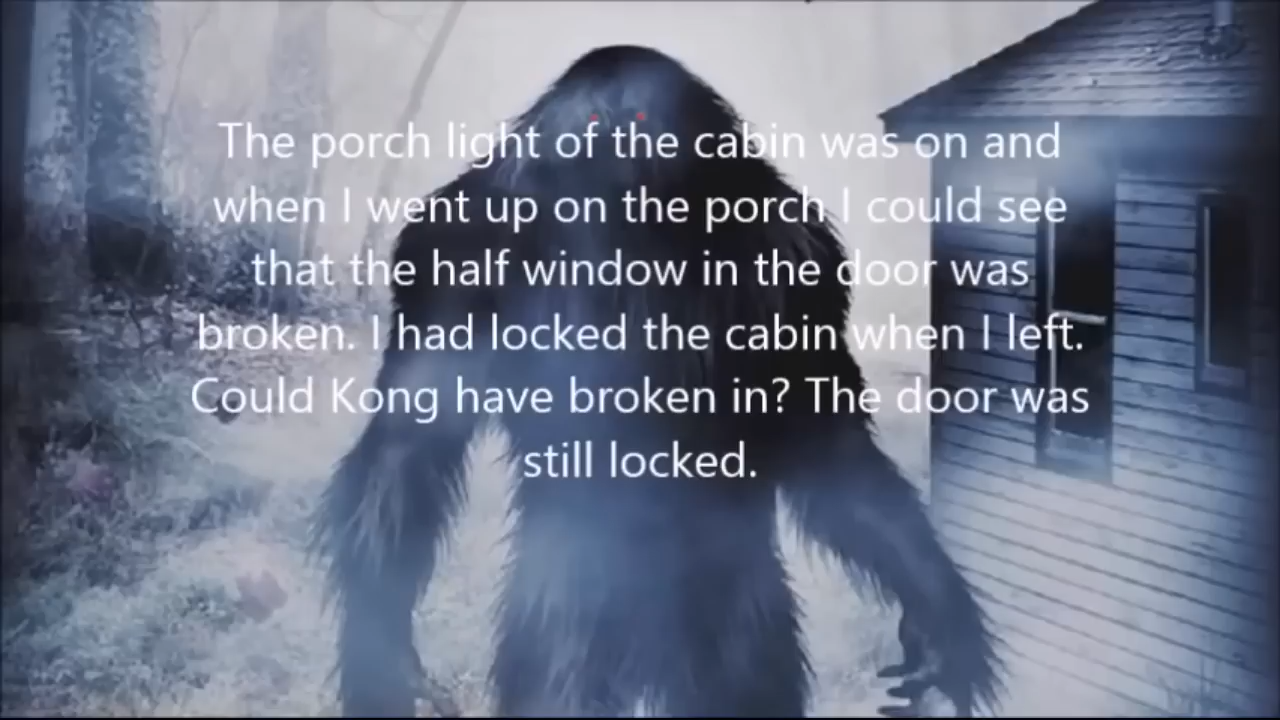 The porch light of the cabin was on and
when I went up on the porch I could see
that the half window in the door was
broken. I had locked the cabin when I left.
Could Kong have broken in? The door was
still locked.